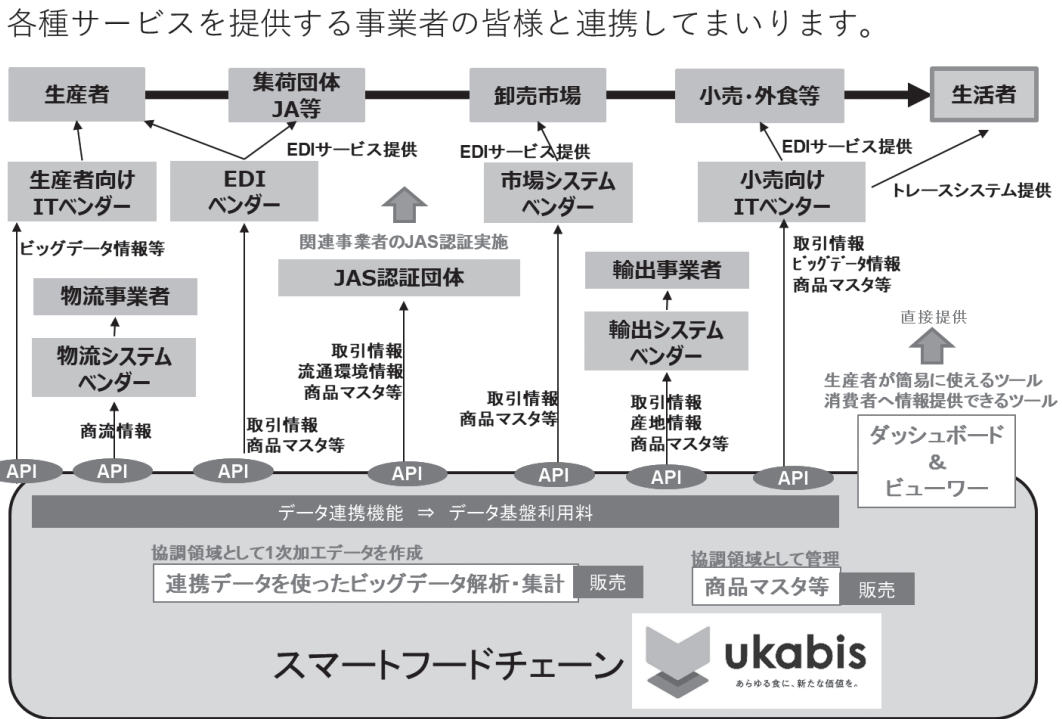 各種サービスを提供する事業者の皆様と連携してまいります。
生産者
集荷団体
JA等
卸売市場
小売・外食等
生活者
EDIサービス提供
EDIサービス提供
EDIサービス提供
生産者向け
ITベンダー
EDI
ベンダー
市場システム
ベンダー
小売向け
ITベンター
トレースシステム提供
ビッグデータ情報等
関連事業者のJAS認証実施
JAS認証団体
取引情報
ビッグデータ情報
商品マスタ等
物流事業者
輸出事業者
物流システム
ベンダー
輸出システム
ベンダー
直接提供
取引情報
流通環境情報
商品マスタ等
生産者が簡易に使えるツール
消費者へ情報提供できるツール
商流情報
取引情報
商品マスタ等
取引情報
商品マスタ等
取引情報
産地情報
商品マスタ等
ダッシュボード
&
ビューワー
API
API
API
API
API
API
API
データ連携機能 ⇒ データ基盤利用料
協調領域として1次加工データを作成
連携データを使ったビッグデータ解析・集計
販売
協調領域として管理
商品マスタ等
販売
スマートフードチェーン
ukabis
あらゆる食に、新たな価値を。